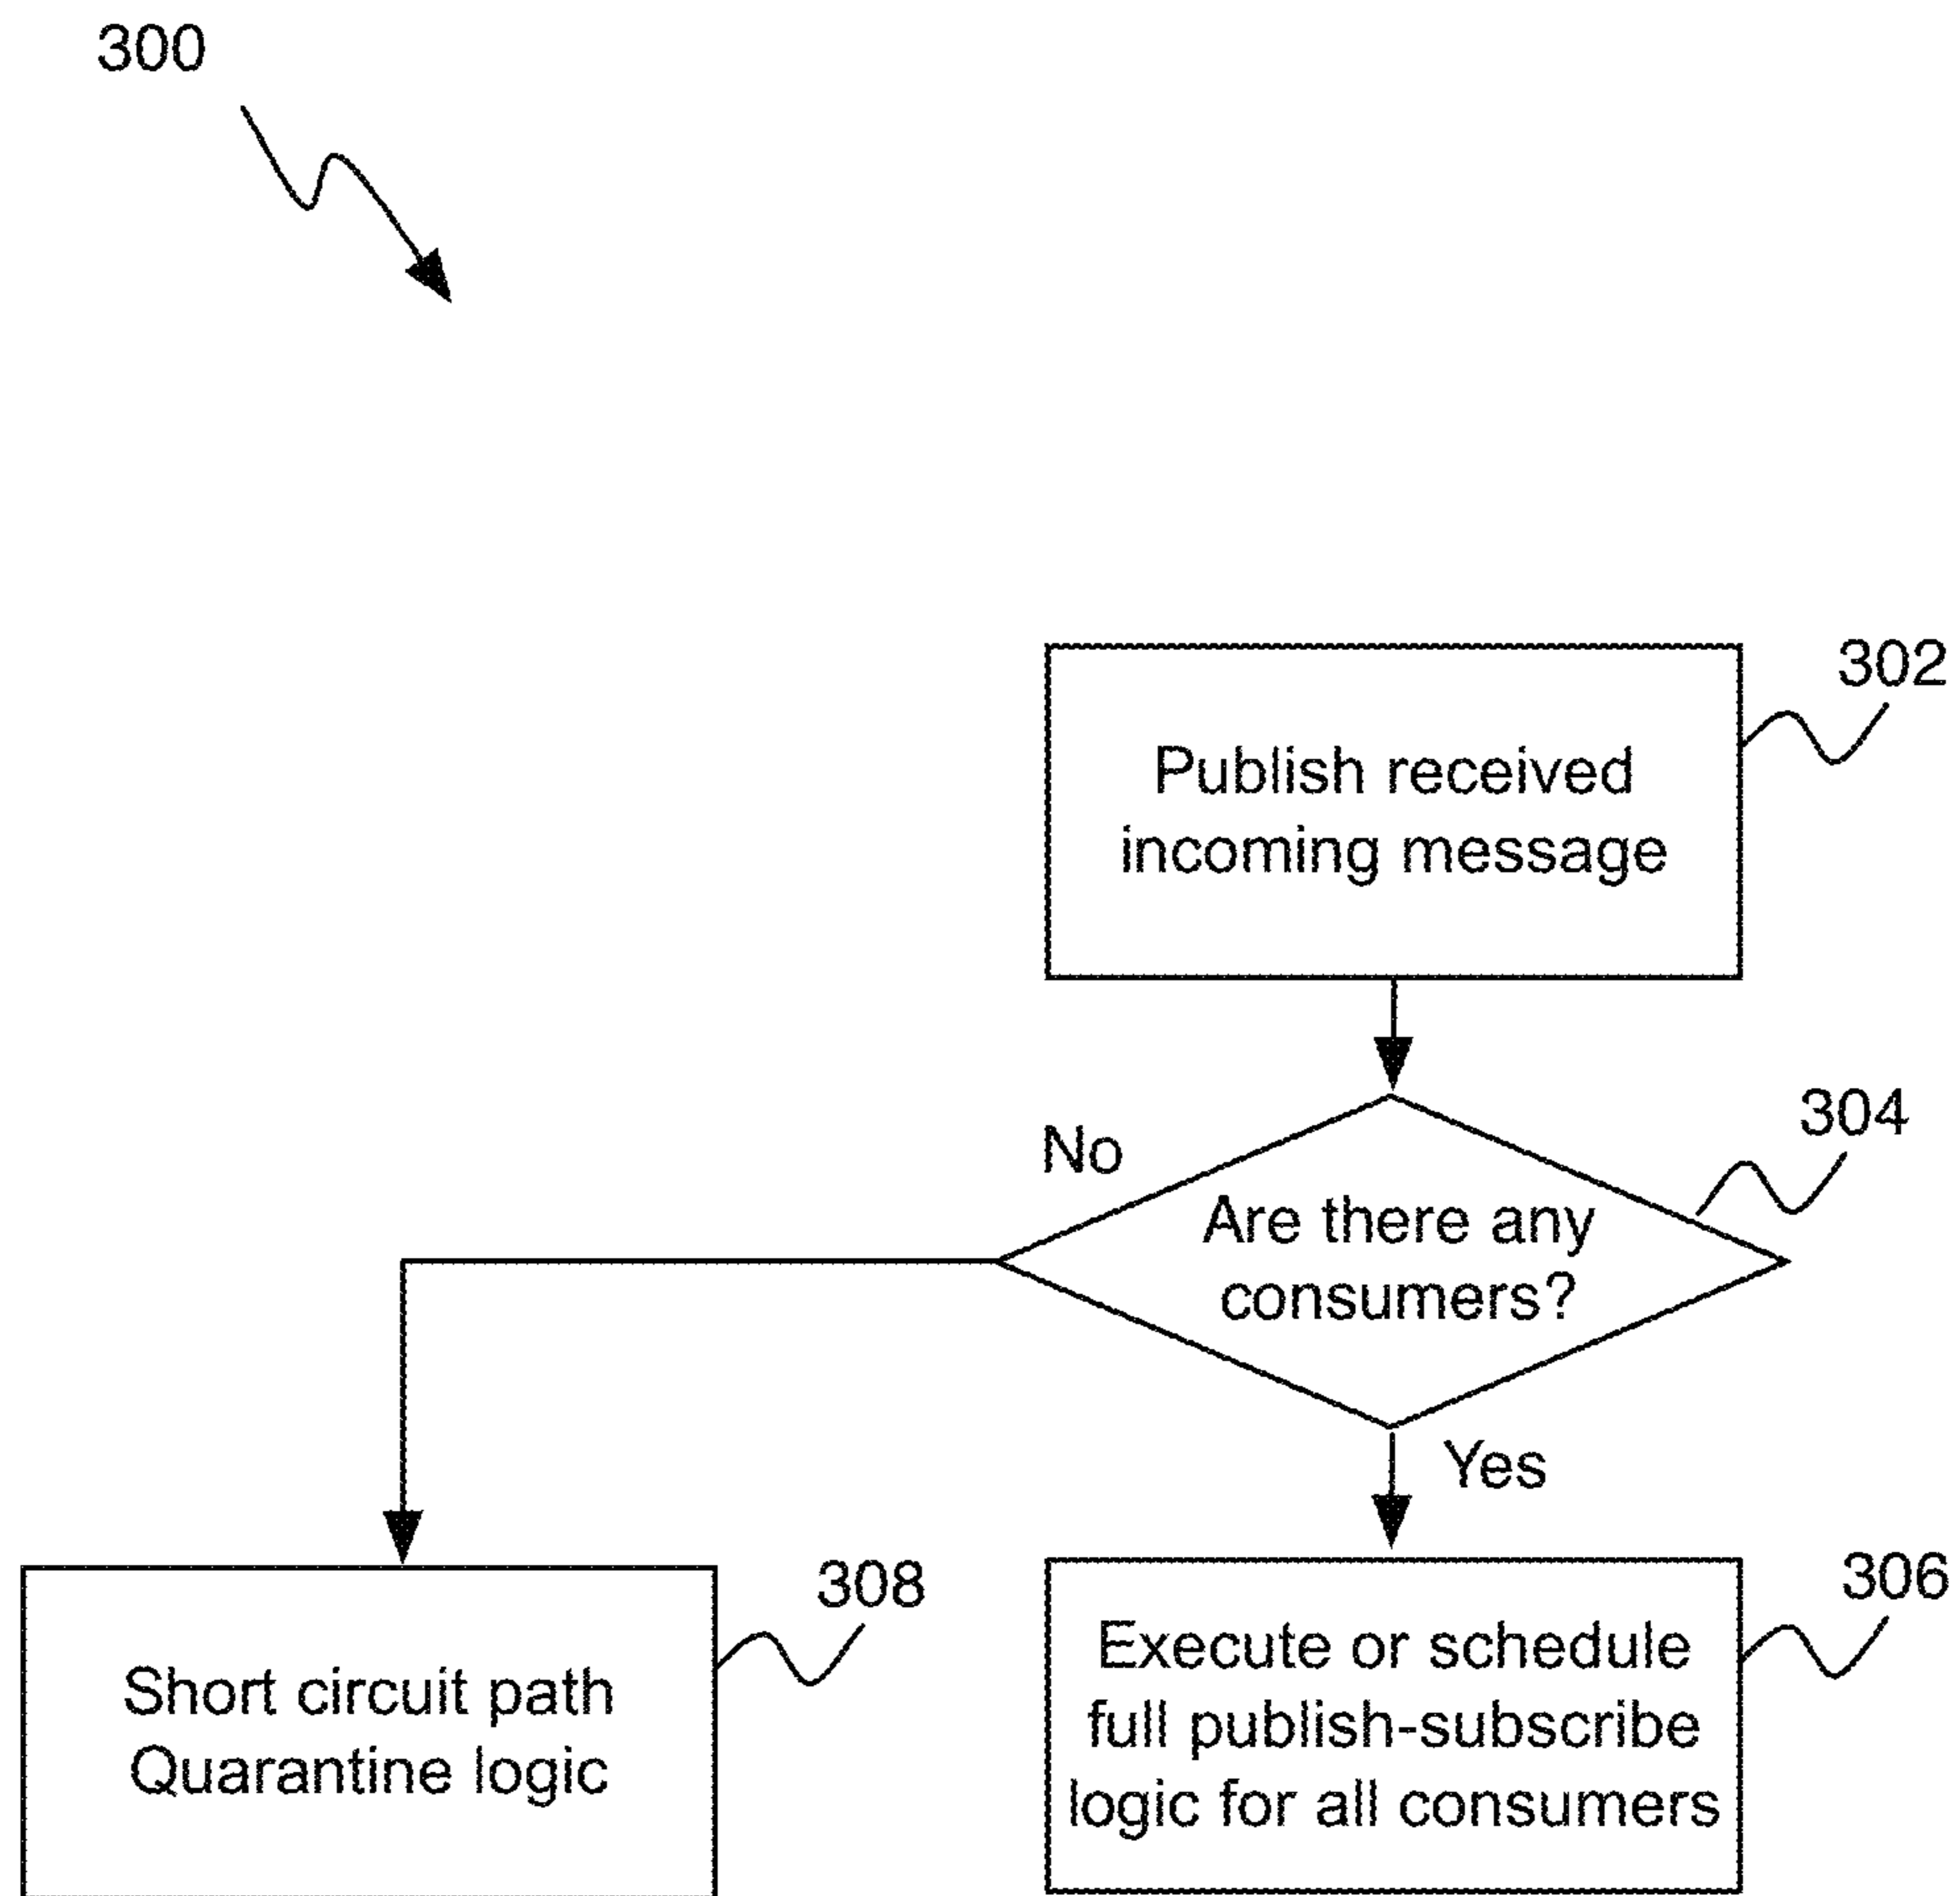 300
302
Publish received
incoming message
304
No
Are there any
consumers?
Yes
308
306
Short circuit path
Quarantine logic
Execute or schedule
full publish-subscribe
logic for all consumers